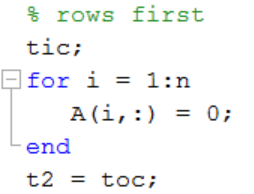 % rows first
tic;
for i = 1:n
    A(i,:) = 0;
end
t2 = toc;